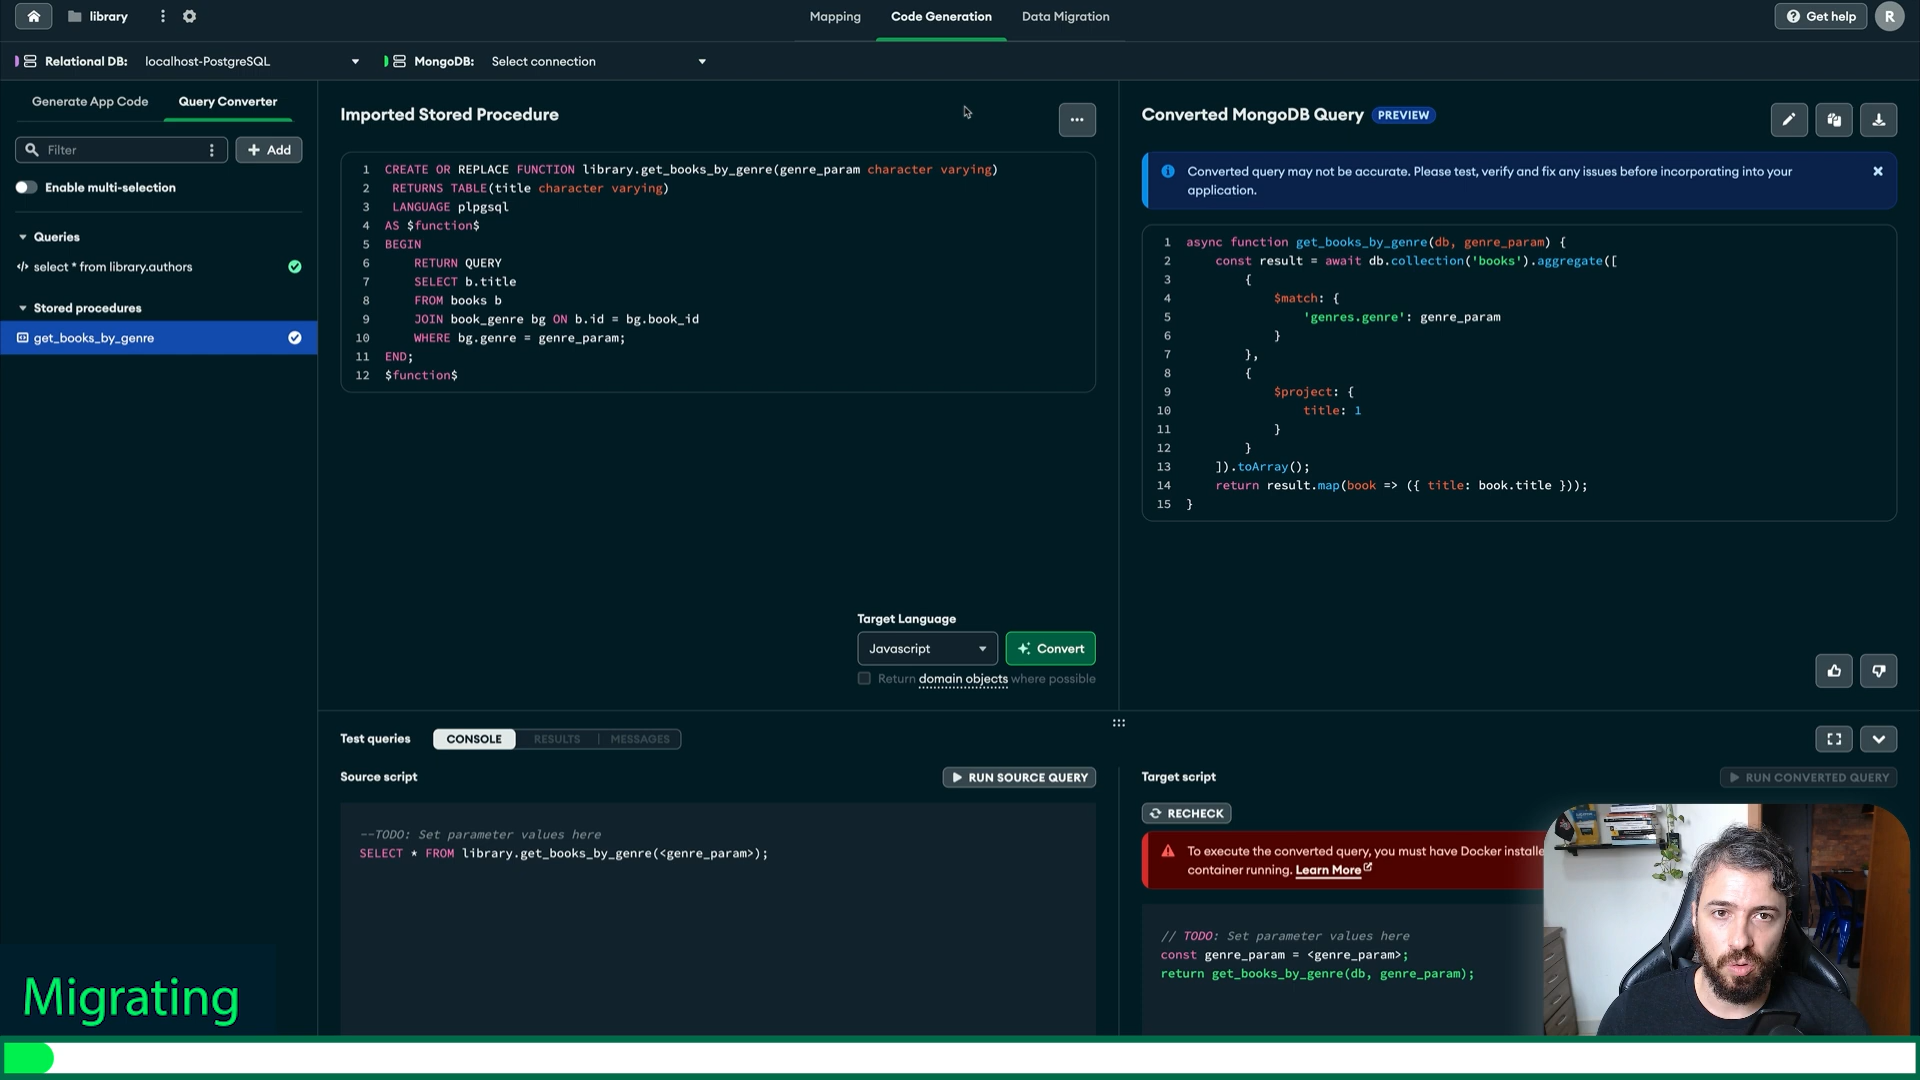 library
Mapping
Code Generation
Data Migration
Get help
R
Relational DB:
localhost-PostgreSQL
MongoDB:
Select connection
Generate App Code
Query Converter
Filter
Add
Enable multi-selection
Queries
select * from library.authors
Stored procedures
get_books_by_genre
Imported Stored Procedure
1 CREATE OR REPLACE FUNCTION library.get_books_by_genre(genre_param character varying)
2 RETURNS TABLE(title character varying)
3 LANGUAGE plpgsql
4 AS $function$
5 BEGIN
6 RETURN QUERY
7 SELECT b.title
8 FROM books b
9 JOIN book_genre bg ON b.id = bg.book_id
10 WHERE bg.genre = genre_param;
11 END;
12 $function$
Target Language
Javascript
Convert
Return domain objects where possible
Converted MongoDB Query
PREVIEW
Converted query may not be accurate. Please test, verify and fix any issues before incorporating into your
application.
1 async function get_books_by_genre(db, genre_param) {
2 const result = await db.collection('books').aggregate([
3 {
4 $match: {
5 'genres.genre': genre_param
6 }
7 },
8 {
9 $project: {
10 title: 1
11 }
12 }
13 ]).toArray();
14 return result.map(book => ({ title: book.title }));
15 }
Test queries
CONSOLE
RESULTS
MESSAGES
Source script
RUN SOURCE QUERY
--TODO: Set parameter values here
SELECT * FROM library.get_books_by_genre(<genre_param>);
Target script
RUN CONVERTED QUERY
RECHECK
To execute the converted query, you must have Docker installe
container running. Learn More
// TODO: Set parameter values here
const genre_param = <genre_param>;
return get_books_by_genre(db, genre_param);
Migrating